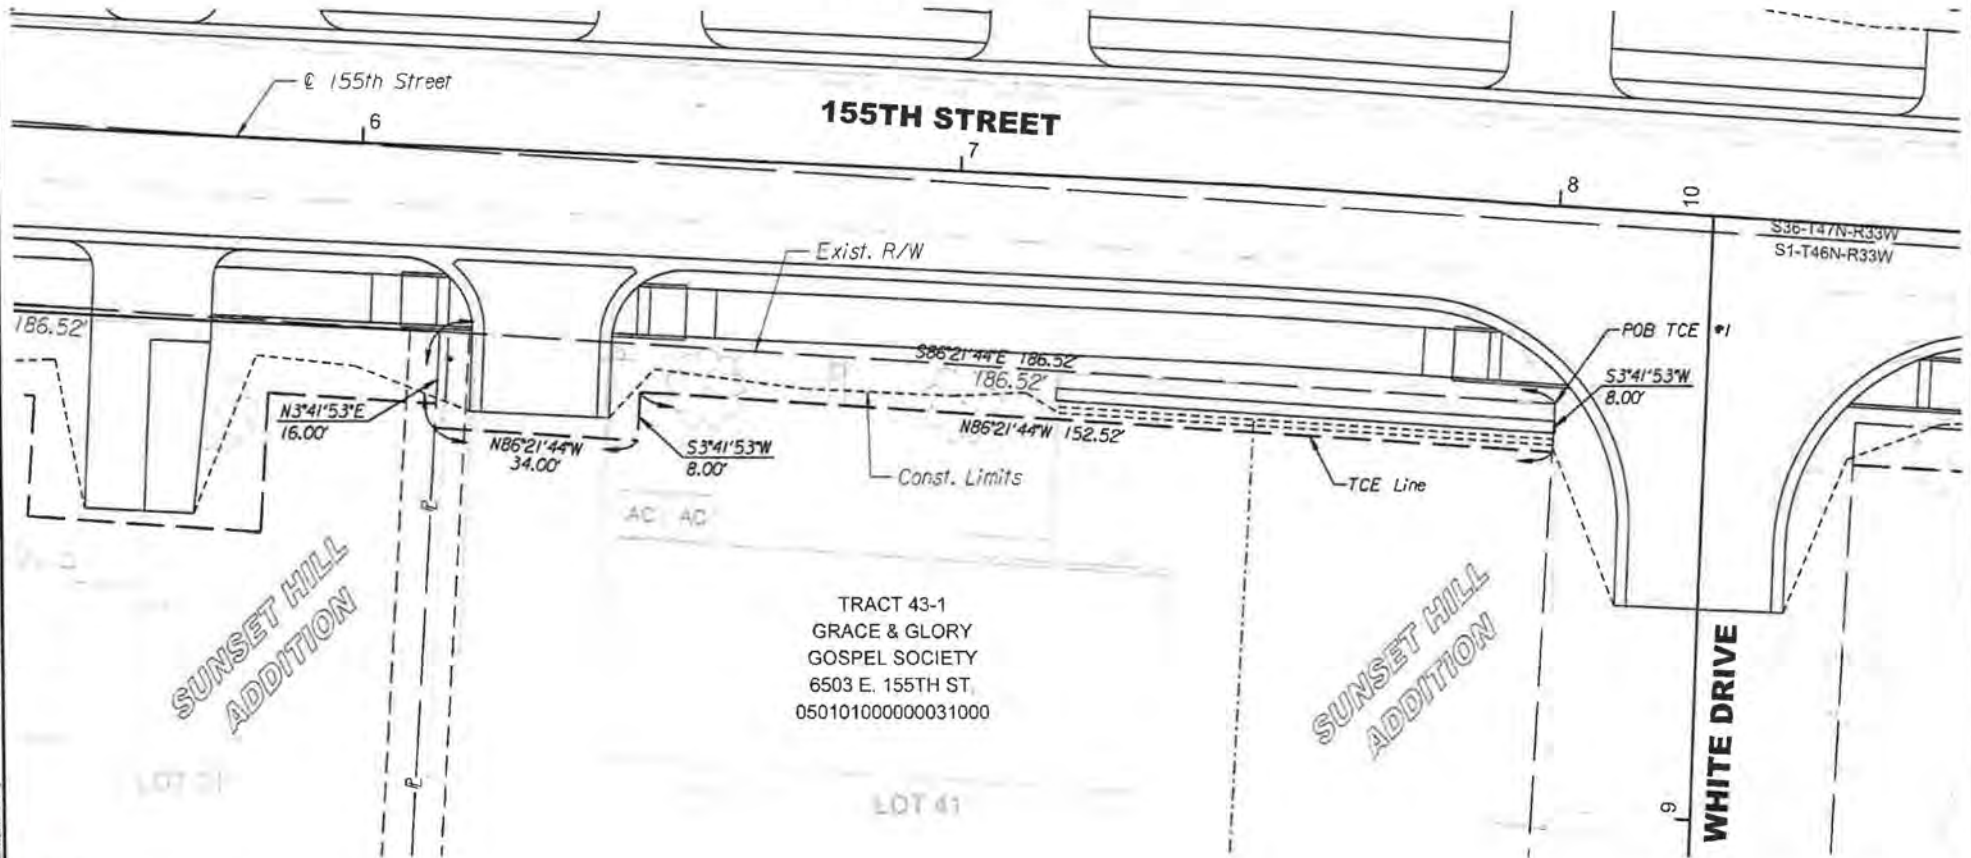 ℄ 155th Street
155TH STREET
6
7
8
10
S36-T47N-R33W
S1-T46N-R33W
Exist. R/W
186.52'
POB TCE #1
S86°21'44"E 186.52'
186.52'
S3°41'53"W
8.00'
N3°41'53"E
16.00'
N86°21'44"W
34.00'
S3°41'53"W
8.00'
N86°21'44"W 152.52'
Const. Limits
TCE Line
AC AC
SUNSET HILL
ADDITION
TRACT 43-1
GRACE & GLORY
GOSPEL SOCIETY
6503 E. 155TH ST.
050101000000031000
SUNSET HILL
ADDITION
WHITE DRIVE
9
LOT
LOT 41